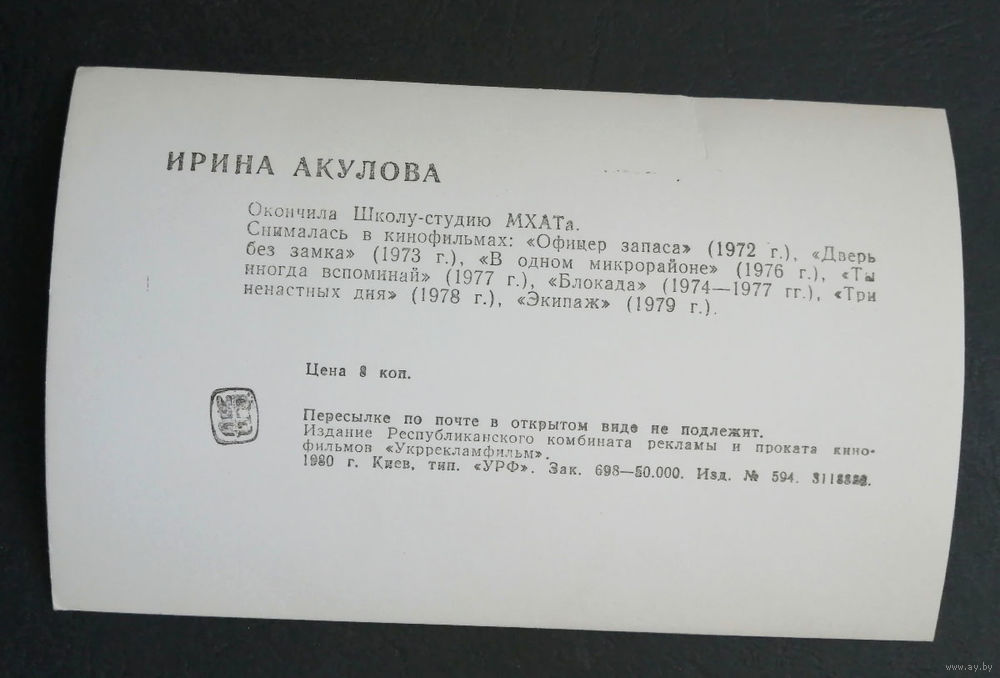 ИРИНА АКУЛОВА
Окончила Школу-студию МХАТа.
Снималась в кинофильмах: «Офицер запаса» (1972 г.), «Дверь
без замка» (1973 г.), «В одном микрорайоне» (1976 г.), «Ты
иногда вспоминай» (1977 г.), «Блокада» (1974—1977 гг.), «Три
ненастных дня» (1978 г.), «Экипаж» (1979 г.).
Цена 8 коп.
Пересылке по почте в открытом виде не подлежит.
Издание Республиканского комбината рекламы и проката кино-
фильмов «Укррекламфильм».
1980 г. Киев, тип. «УРФ». Зак. 698—50.000. Изд. № 594.
www.ay.by